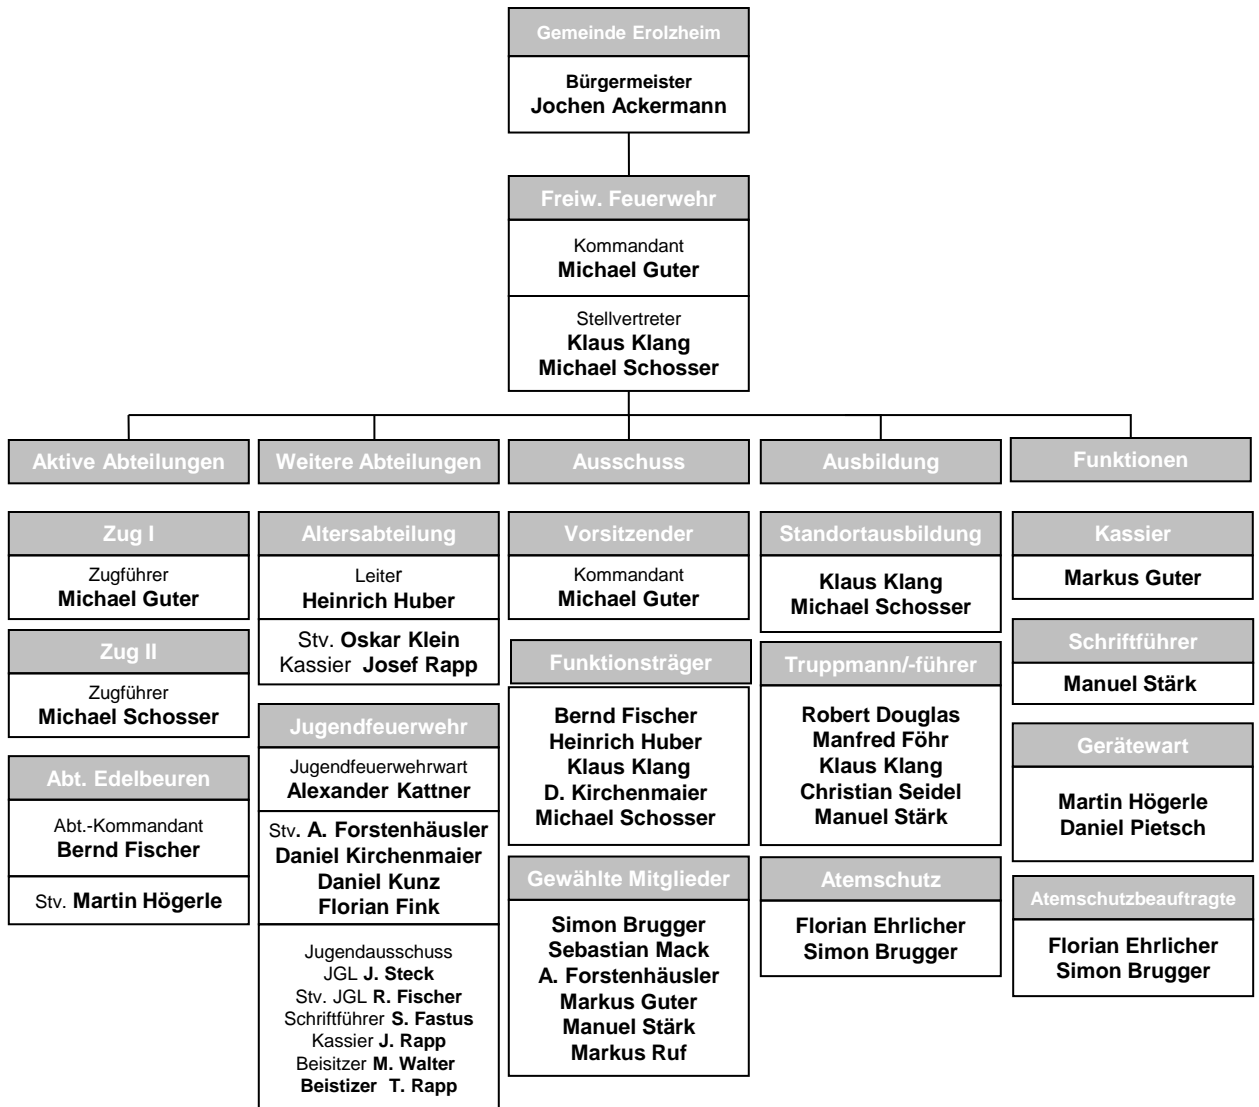 Gemeinde Erolzheim
Bürgermeister
Jochen Ackermann
Freiw. Feuerwehr
Kommandant
Michael Guter
Stellvertreter
Klaus Klang
Michael Schosser
Aktive Abteilungen
Zug I
Zugführer
Michael Guter
Zug II
Zugführer
Michael Schosser
Abt. Edelbeuren
Abt.-Kommandant
Bernd Fischer
Stv. Martin Högerle
Weitere Abteilungen
Altersabteilung
Leiter
Heinrich Huber
Stv. Oskar Klein
Kassier Josef Rapp
Jugendfeuerwehr
Jugendfeuerwehrwart
Alexander Kattner
Stv. A. Forstenhäusler
Daniel Kirchenmaier
Daniel Kunz
Florian Fink
Jugendausschuss
JGL J. Steck
Stv. JGL R. Fischer
Schriftführer S. Fastus
Kassier J. Rapp
Beisitzer M. Walter
Beistizer T. Rapp
Ausschuss
Vorsitzender
Kommandant
Michael Guter
Funktionsträger
Bernd Fischer
Heinrich Huber
Klaus Klang
D. Kirchenmaier
Michael Schosser
Gewählte Mitglieder
Simon Brugger
Sebastian Mack
A. Forstenhäusler
Markus Guter
Manuel Stärk
Markus Ruf
Ausbildung
Standortausbildung
Klaus Klang
Michael Schosser
Truppmann/-führer
Robert Douglas
Manfred Föhr
Klaus Klang
Christian Seidel
Manuel Stärk
Atemschutz
Florian Ehrlicher
Simon Brugger
Funktionen
Kassier
Markus Guter
Schriftführer
Manuel Stärk
Gerätewart
Martin Högerle
Daniel Pietsch
Atemschutzbeauftragte
Florian Ehrlicher
Simon Brugger